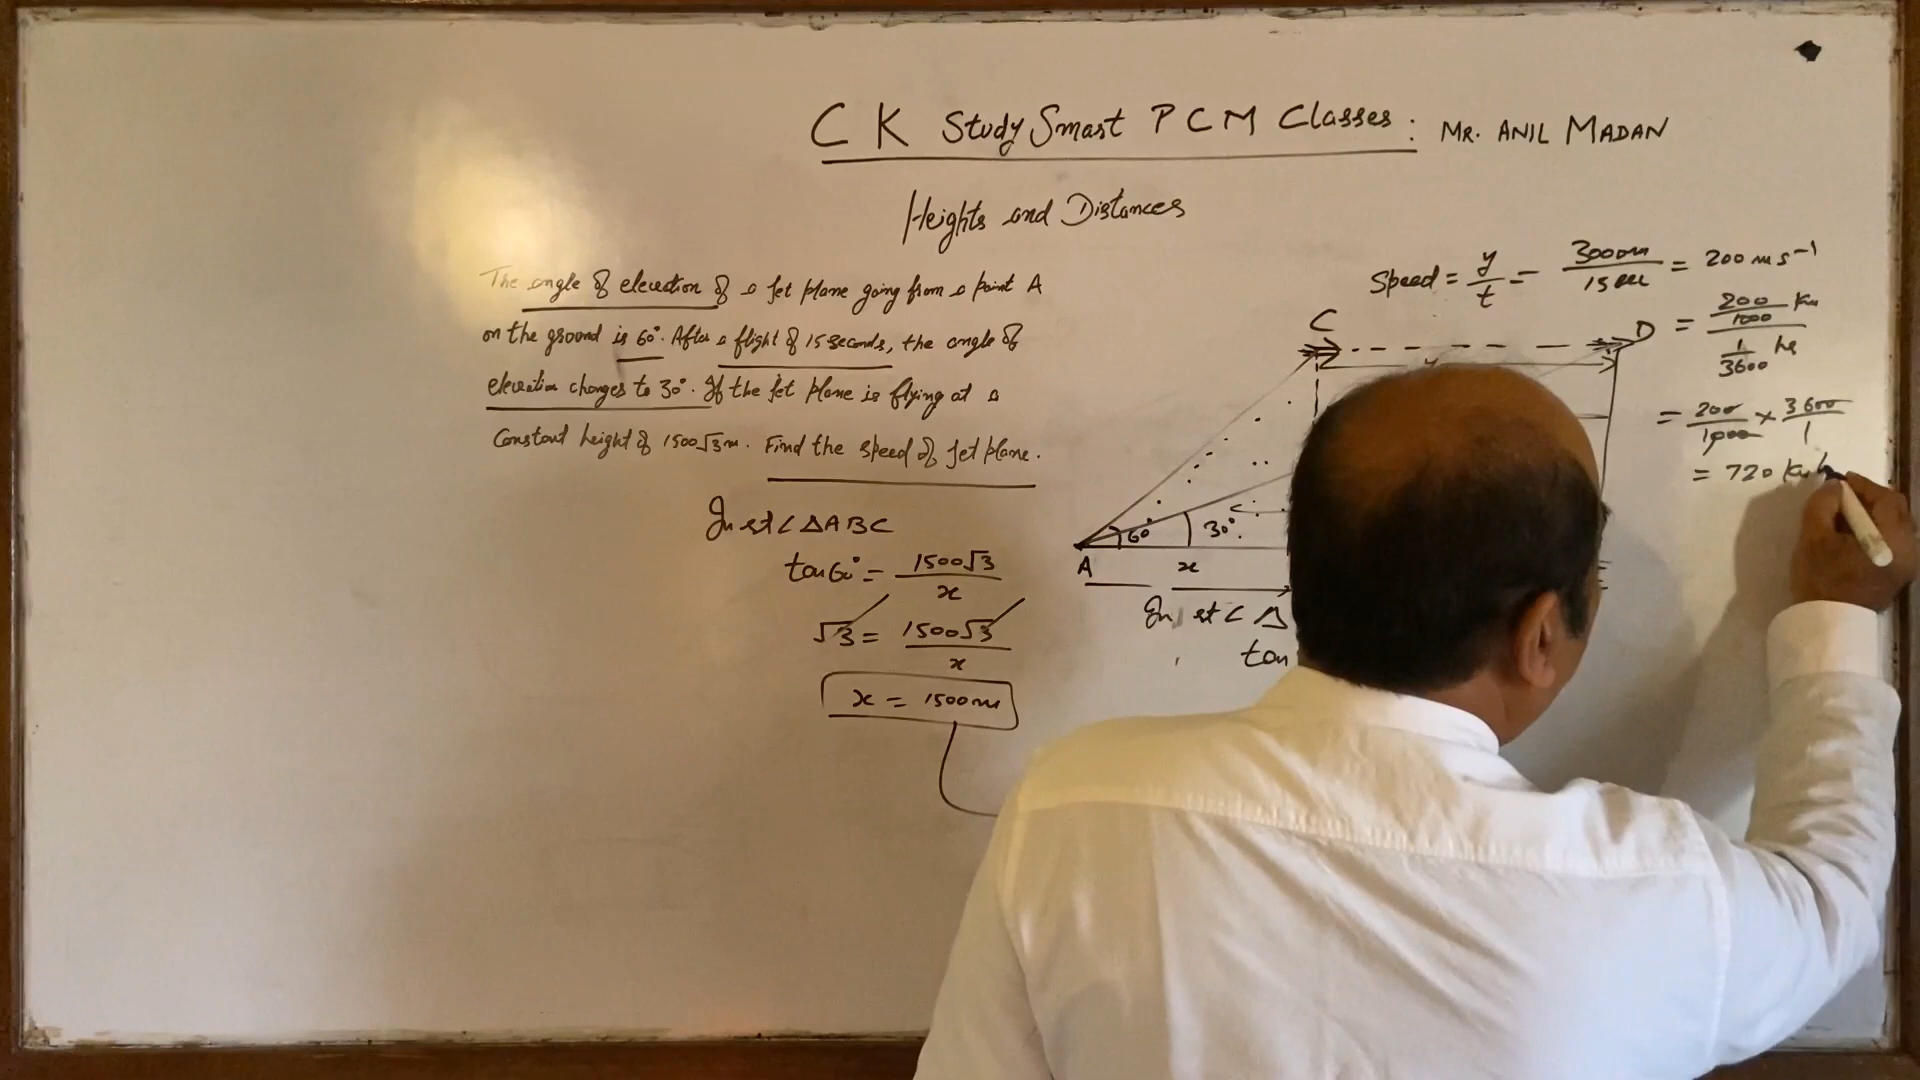 C K Study Smart P C M Classes : MR. ANIL MADAN
Heights and Distances
The angle of elevation of a Jet plane going from a point A
on the ground is 60°. After a flight of 15 seconds, the angle of
elevation changes to 30°. If the jet plane is flying at a
Constant height of 1500√3 m. Find the speed of Jet plane.
In rt∠ ΔABC
tan 60° = 1500√3 / x
√3 = 1500√3 / x
x = 1500m
Speed = y / t = 3000m / 15 sec = 200 m s⁻¹
= 200/1000 Km / 1/3600 hr
= 200/1000 × 3600/1
= 720 Km h
C
D
60
30°
A
x
In rt∠ Δ
tan